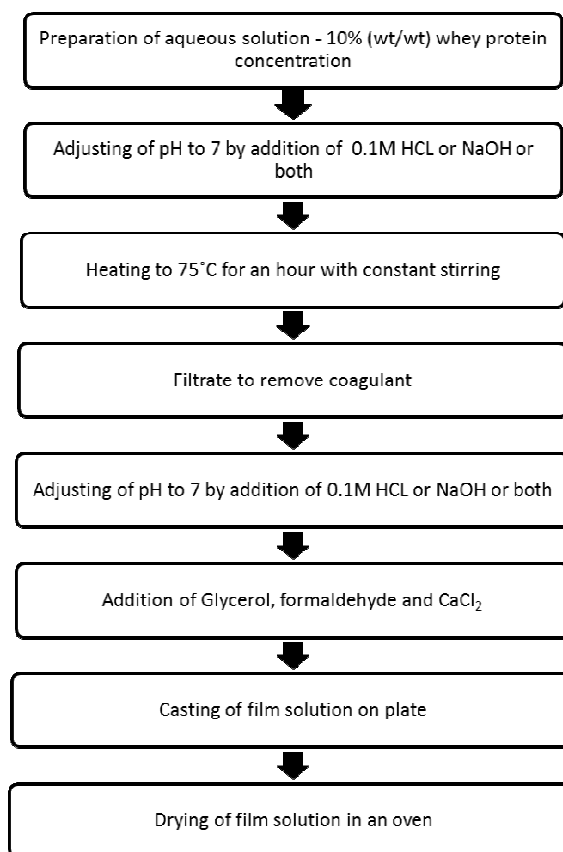 Preparation of aqueous solution - 10% (wt/wt) whey protein
concentration
Adjusting of pH to 7 by addition of 0.1M HCL or NaOH or
both
Heating to 75˚C for an hour with constant stirring
Filtrate to remove coagulant
Adjusting of pH to 7 by addition of 0.1M HCL or NaOH or both
Addition of Glycerol, formaldehyde and CaCl₂
Casting of film solution on plate
Drying of film solution in an oven